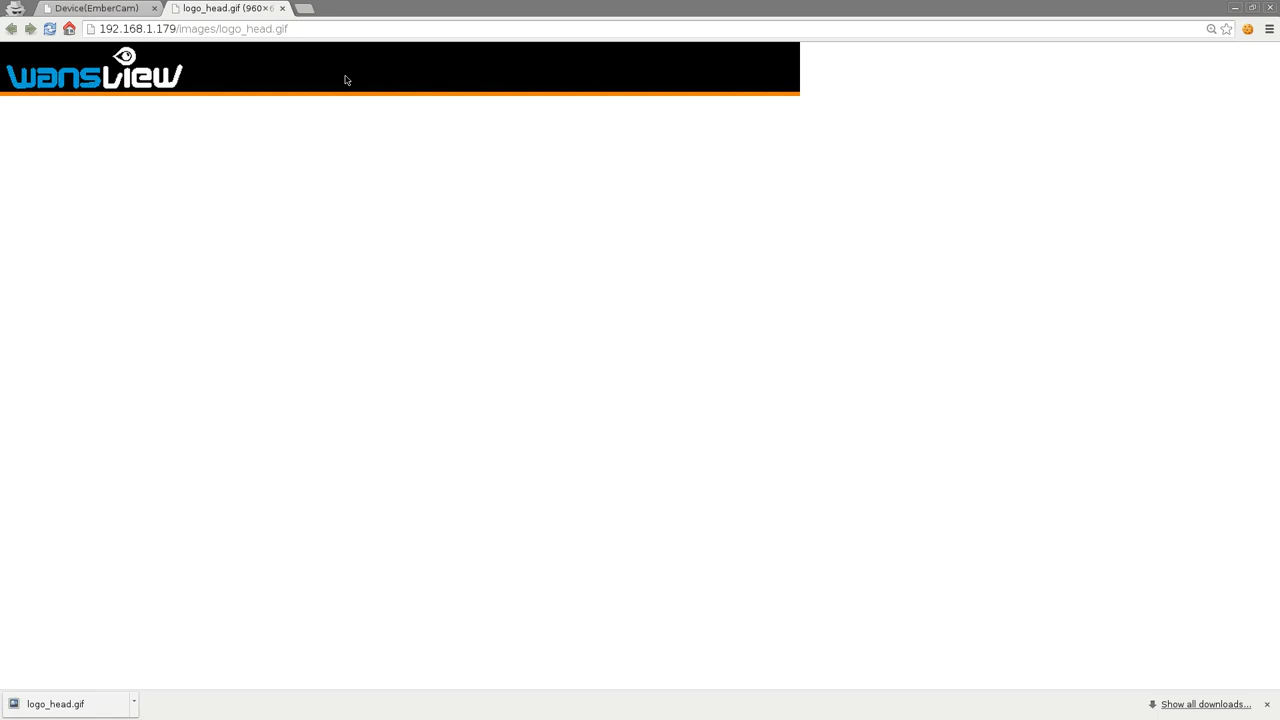 Device(EmberCam)
logo_head.gif (960×6
192.168.1.179/images/logo_head.gif
wansview
logo_head.gif
Show all downloads...